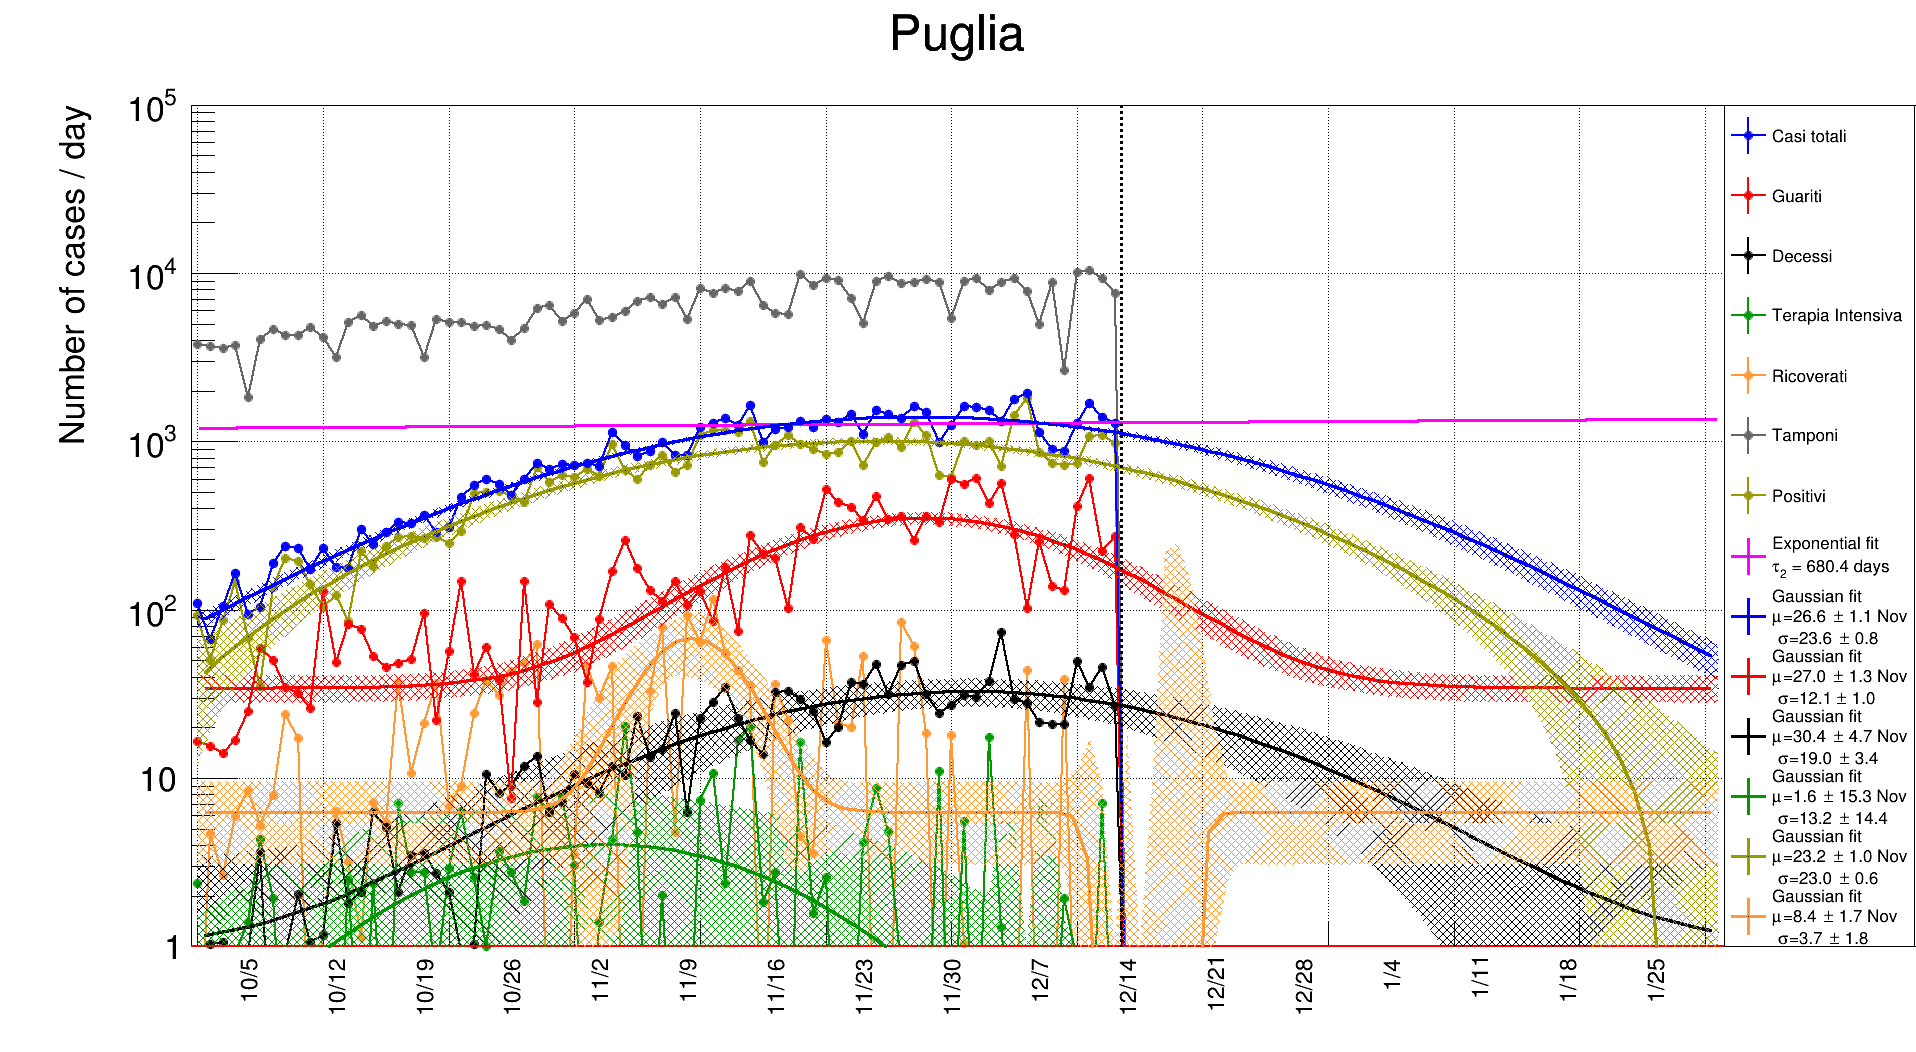 Puglia
Number of cases / day
10^5
10^4
10^3
10^2
10
1
10/5
10/12
10/19
10/26
11/2
11/9
11/16
11/23
11/30
12/7
12/14
12/21
12/28
1/4
1/11
1/18
1/25
Casi totali
Guariti
Decessi
Terapia Intensiva
Ricoverati
Tamponi
Positivi
Exponential fit
τ_2 = 680.4 days
Gaussian fit
μ=26.6 ± 1.1 Nov
σ=23.6 ± 0.8
Gaussian fit
μ=27.0 ± 1.3 Nov
σ=12.1 ± 1.0
Gaussian fit
μ=30.4 ± 4.7 Nov
σ=19.0 ± 3.4
Gaussian fit
μ=1.6 ± 15.3 Nov
σ=13.2 ± 14.4
Gaussian fit
μ=23.2 ± 1.0 Nov
σ=23.0 ± 0.6
Gaussian fit
μ=8.4 ± 1.7 Nov
σ=3.7 ± 1.8